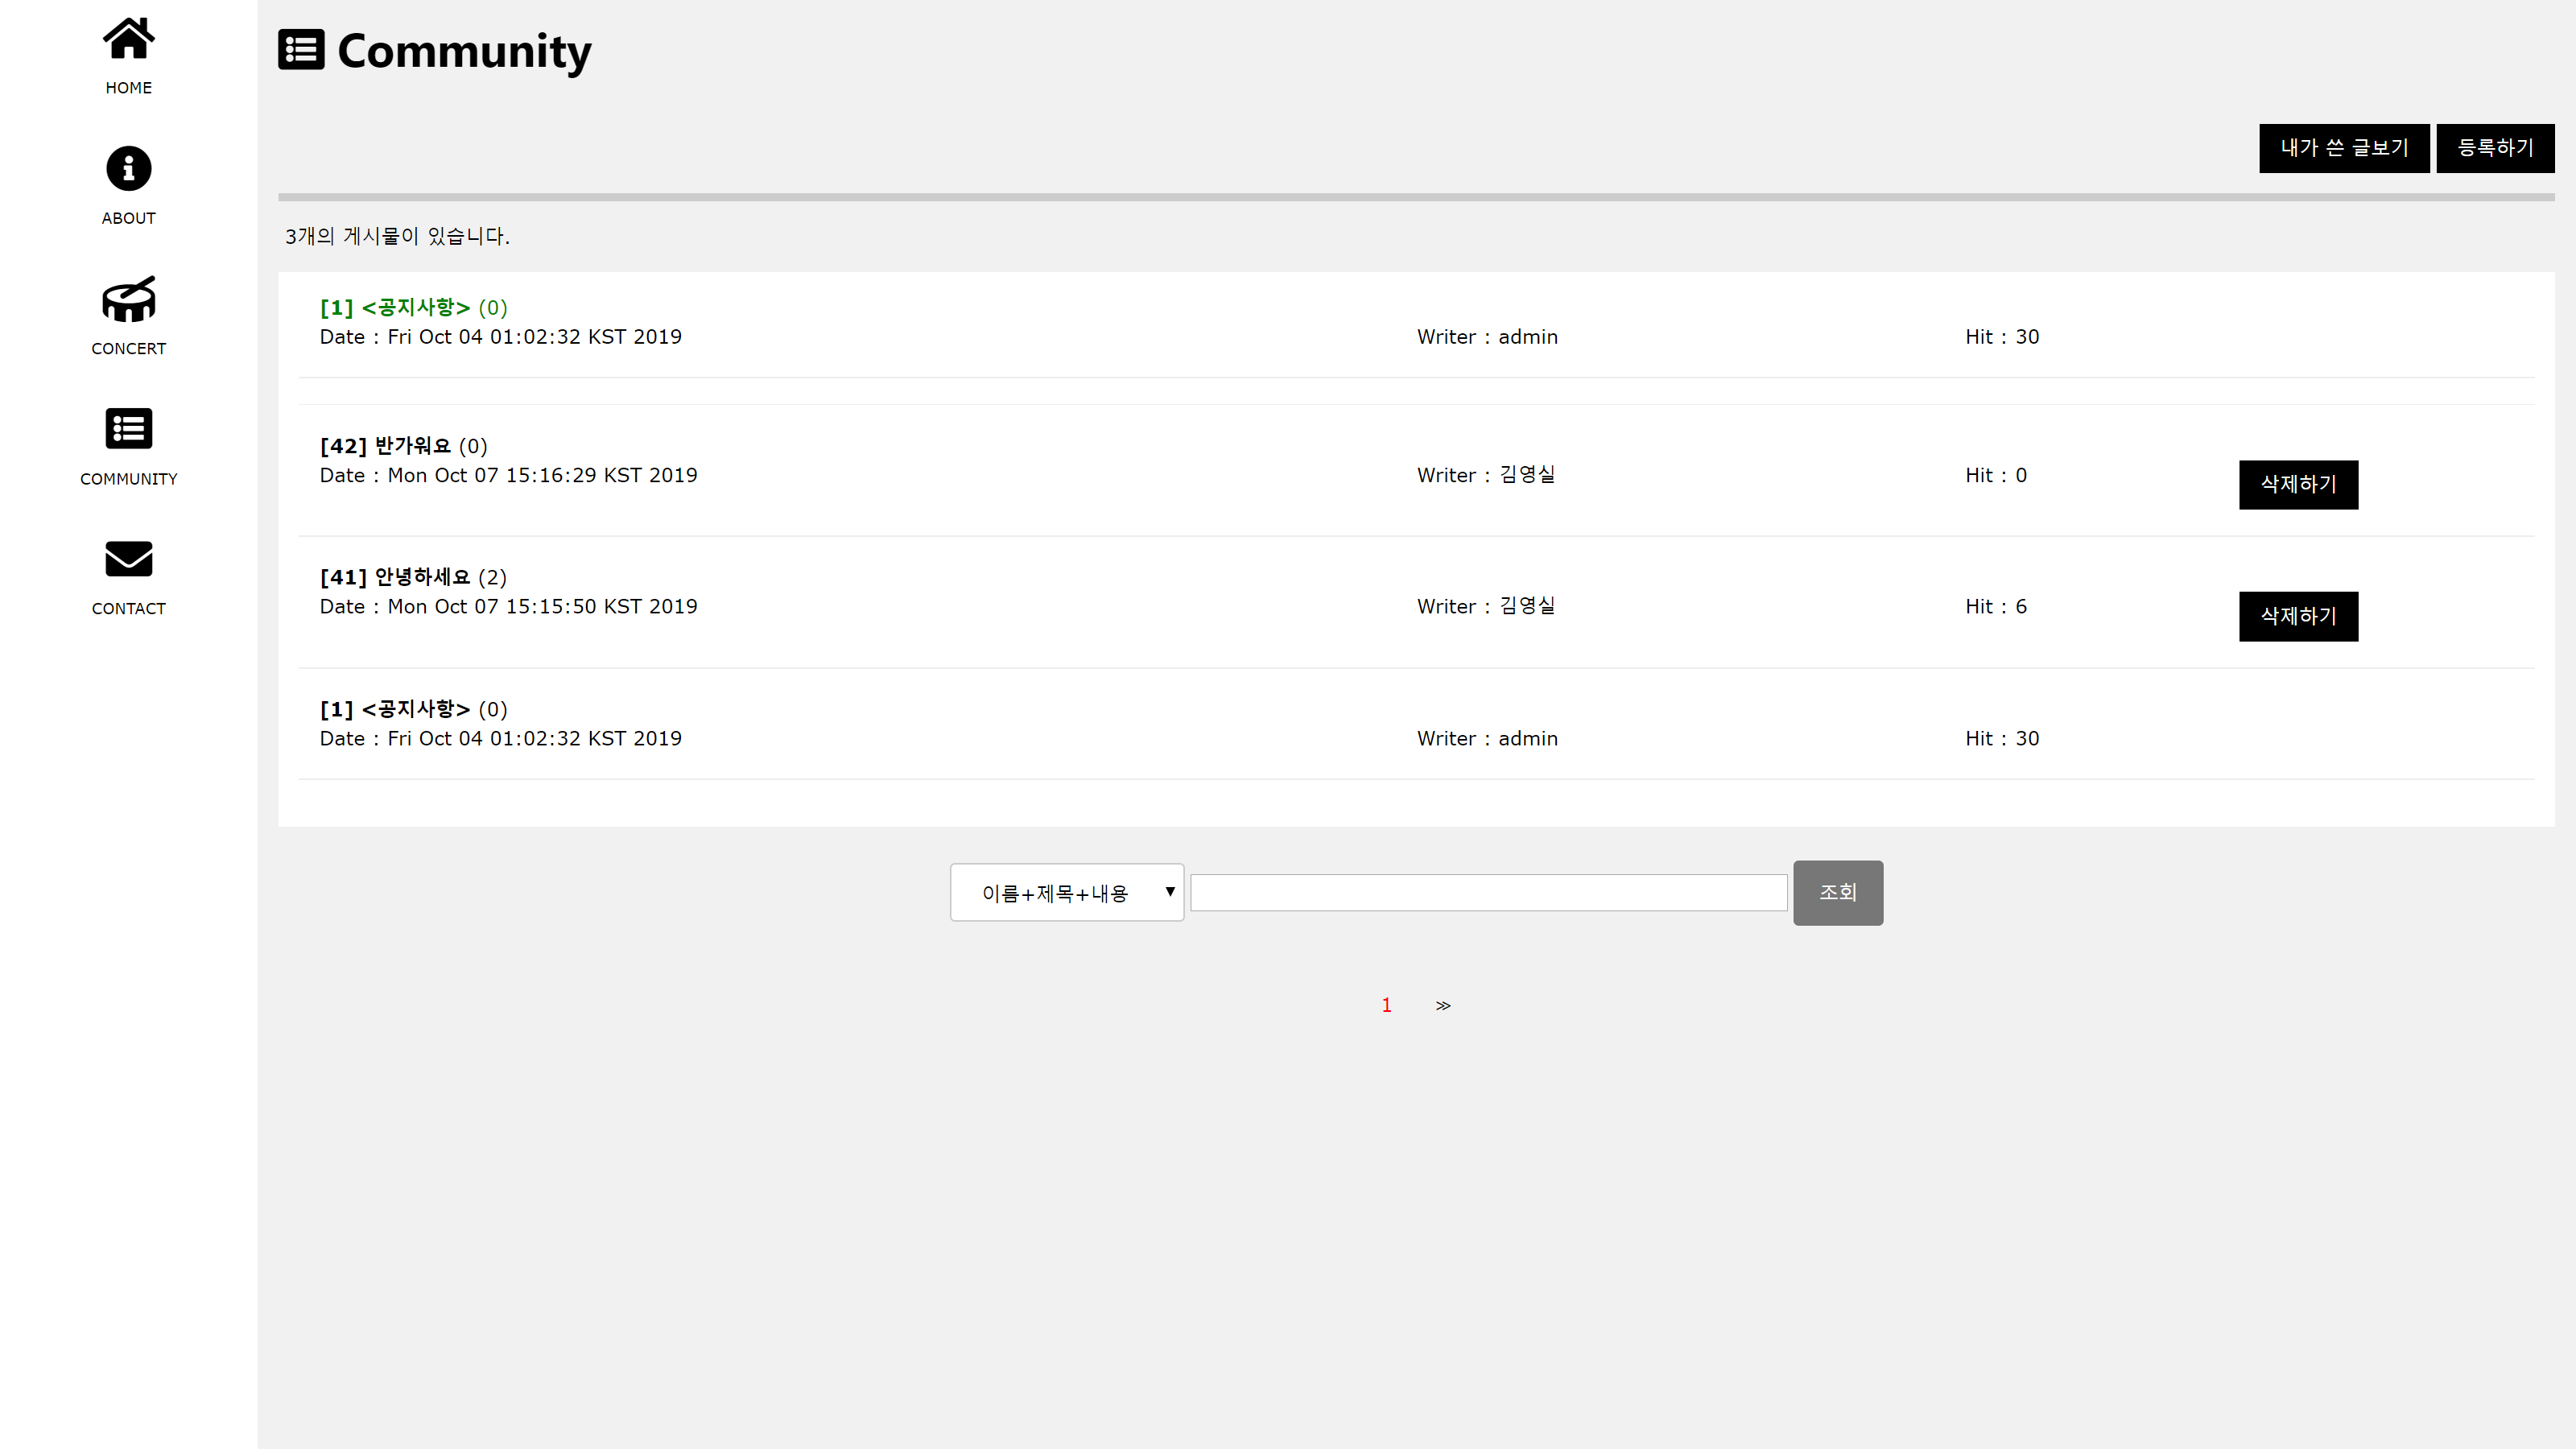 HOME
ABOUT
CONCERT
COMMUNITY
CONTACT
Community
내가 쓴 글보기 등록하기
3개의 게시물이 있습니다.
[1] <공지사항> (0)
Date : Fri Oct 04 01:02:32 KST 2019 Writer : admin Hit : 30
[42] 반가워요 (0)
Date : Mon Oct 07 15:16:29 KST 2019 Writer : 김영실 Hit : 0 삭제하기
[41] 안녕하세요 (2)
Date : Mon Oct 07 15:15:50 KST 2019 Writer : 김영실 Hit : 6 삭제하기
[1] <공지사항> (0)
Date : Fri Oct 04 01:02:32 KST 2019 Writer : admin Hit : 30
이름+제목+내용 ▼ 조회
1 ≫